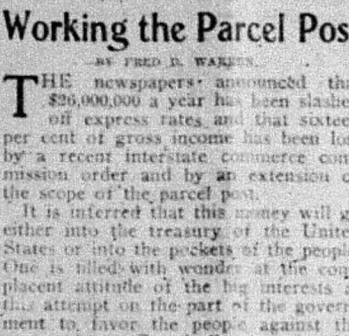 Working the Parcel Pos
BY FRED D. WARREN.
THE newspapers announced tha
$26,000,000 a year has been slashe
off express rates and that sixtee
per cent of gross income has been lo
by a recent interstate commerce com
mission order and by an extension o
the scope of the parcel post.
It is inferred that this money will g
either into the treasury of the Unite
States or into the pockets of the peopl
One is filled with wonder at the com
placent attitude of the big interests a
this attempt on the part of the govern
ment to favor the people against th